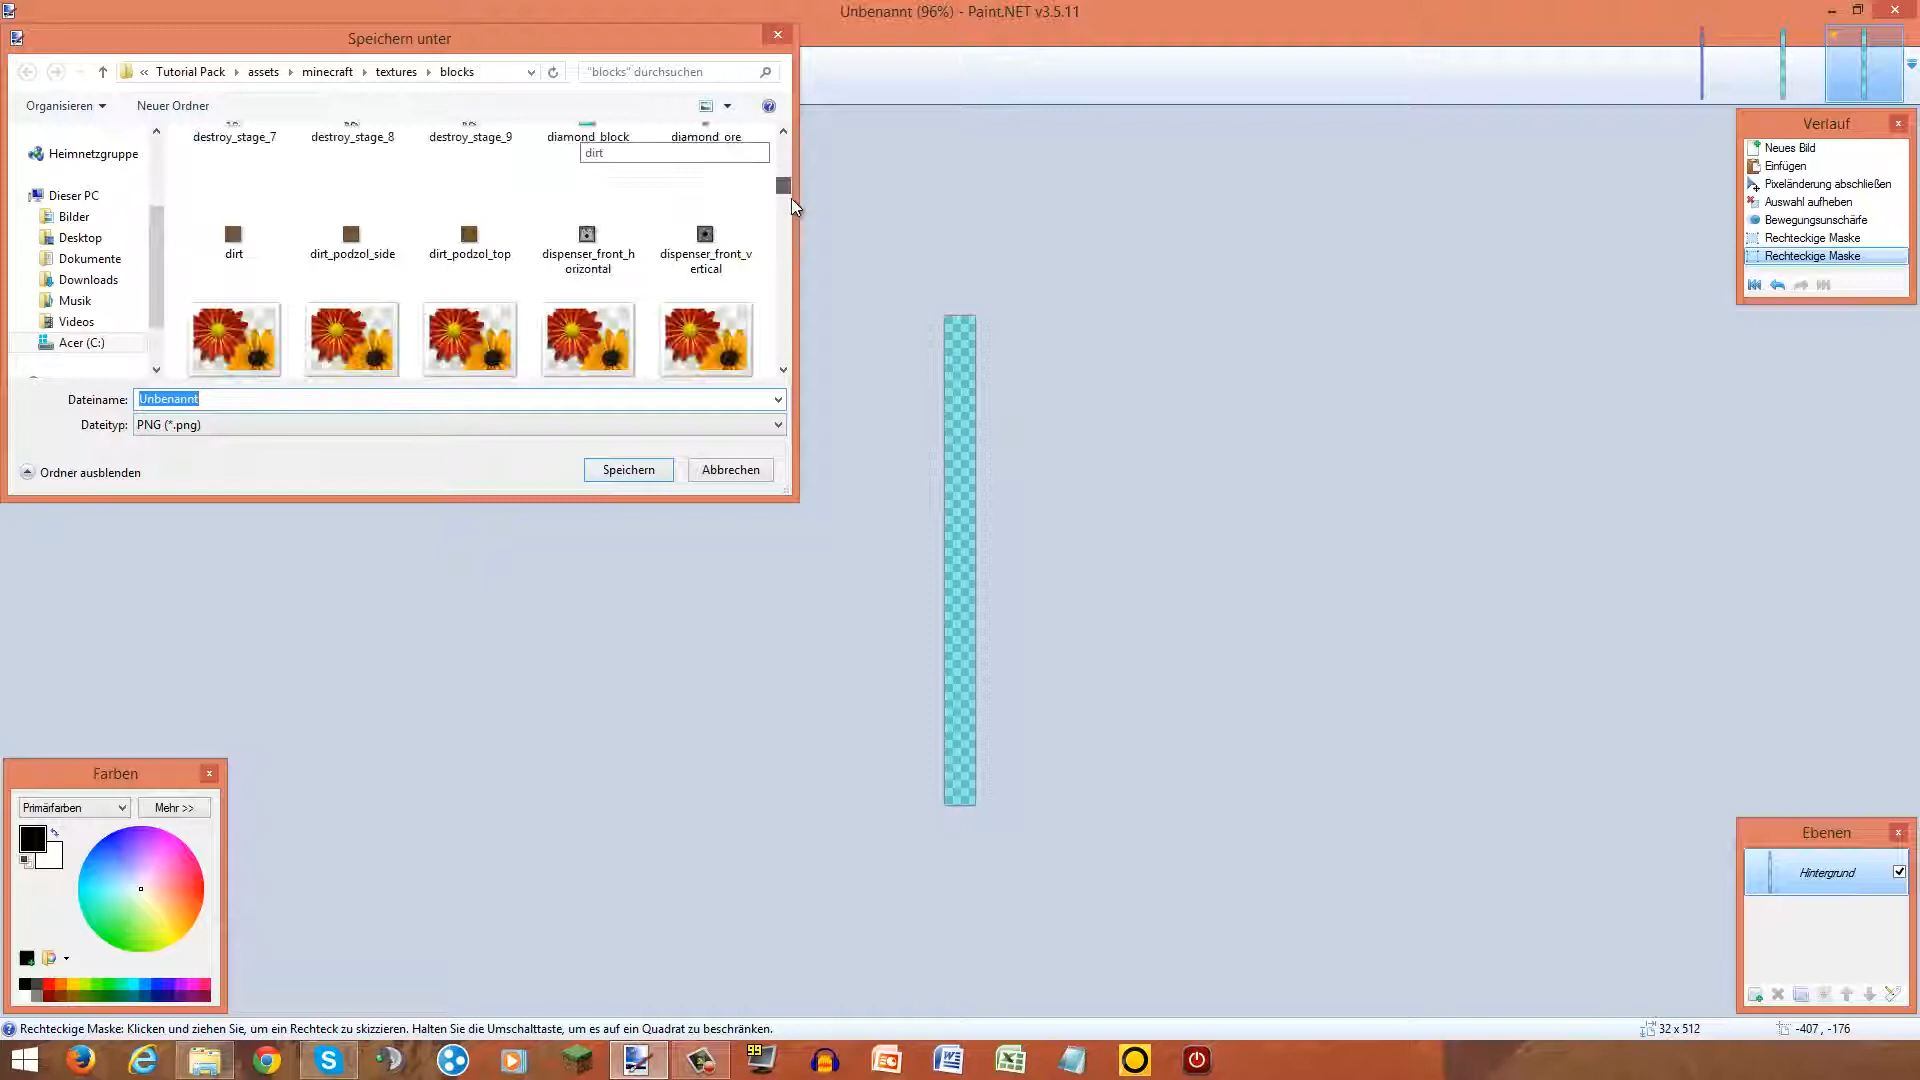 Unbenannt (96%) - Paint.NET v3.5.11
Speichern unter
« Tutorial Pack assets minecraft textures blocks
"blocks" durchsuchen
Organisieren
Neuer Ordner
Heimnetzgruppe
Dieser PC
Bilder
Desktop
Dokumente
Downloads
Musik
Videos
Acer (C:)
destroy_stage_7 destroy_stage_8 destroy_stage_9 diamond_block diamond_ore
dirt
dirt dirt_podzol_side dirt_podzol_top dispenser_front_h dispenser_front_v
orizontal ertical
Dateiname: Unbenannt
Dateityp: PNG (*.png)
Ordner ausblenden
Speichern
Abbrechen
Verlauf
Neues Bild
Einfügen
Pixeländerung abschließen
Auswahl aufheben
Bewegungsunschärfe
Rechteckige Maske
Rechteckige Maske
Farben
Primärfarben
Mehr >>
Ebenen
Hintergrund
Rechteckige Maske: Klicken und ziehen Sie, um ein Rechteck zu skizzieren. Halten Sie die Umschalttaste, um es auf ein Quadrat zu beschränken.
32 x 512
-407 , -176
99